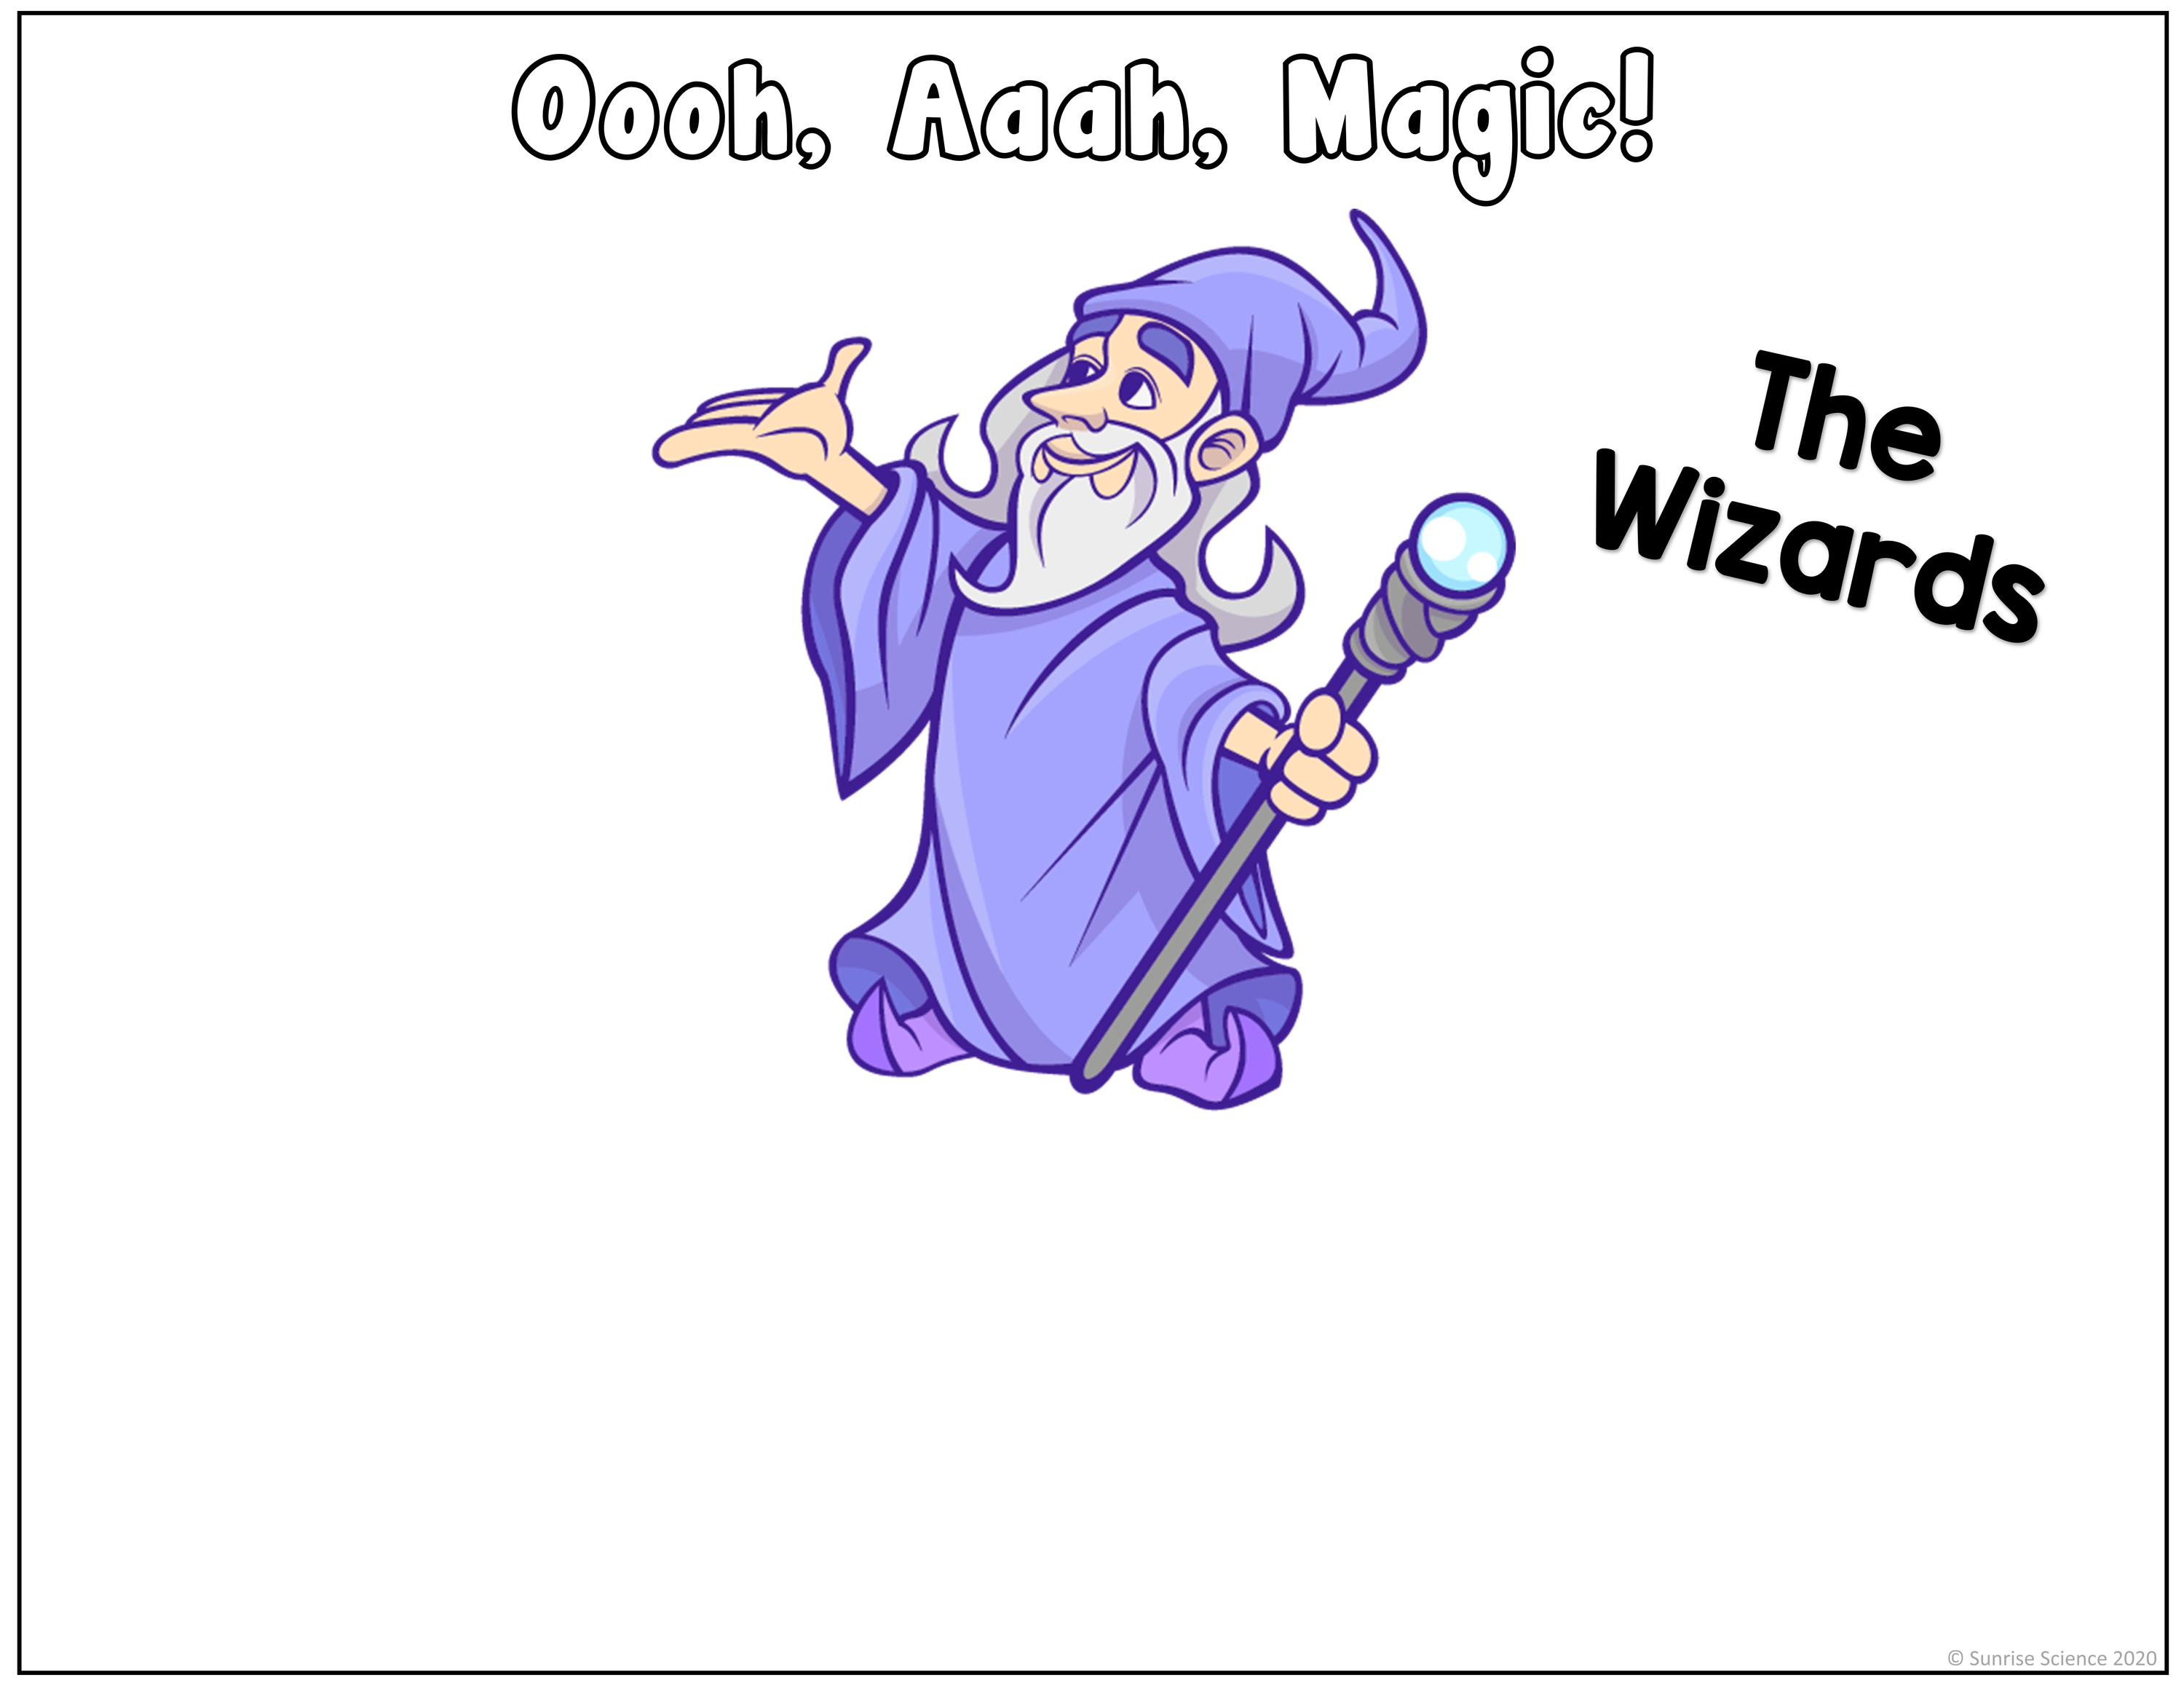 Oooh, Aaah, Magic!
The
Wizards
© Sunrise Science 2020